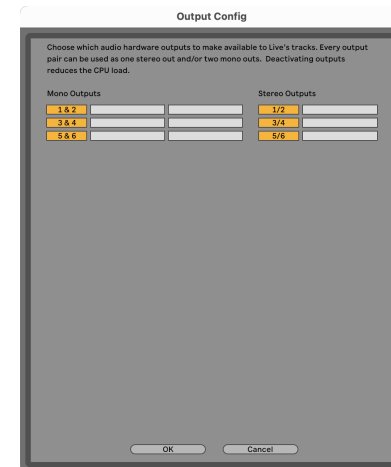 Output Config
Choose which audio hardware outputs to make available to Live's tracks. Every output
pair can be used as one stereo out and/or two mono outs.  Deactivating outputs
reduces the CPU load.
Mono Outputs
Stereo Outputs
1 & 2
1/2
3 & 4
3/4
5 & 6
5/6
OK
Cancel